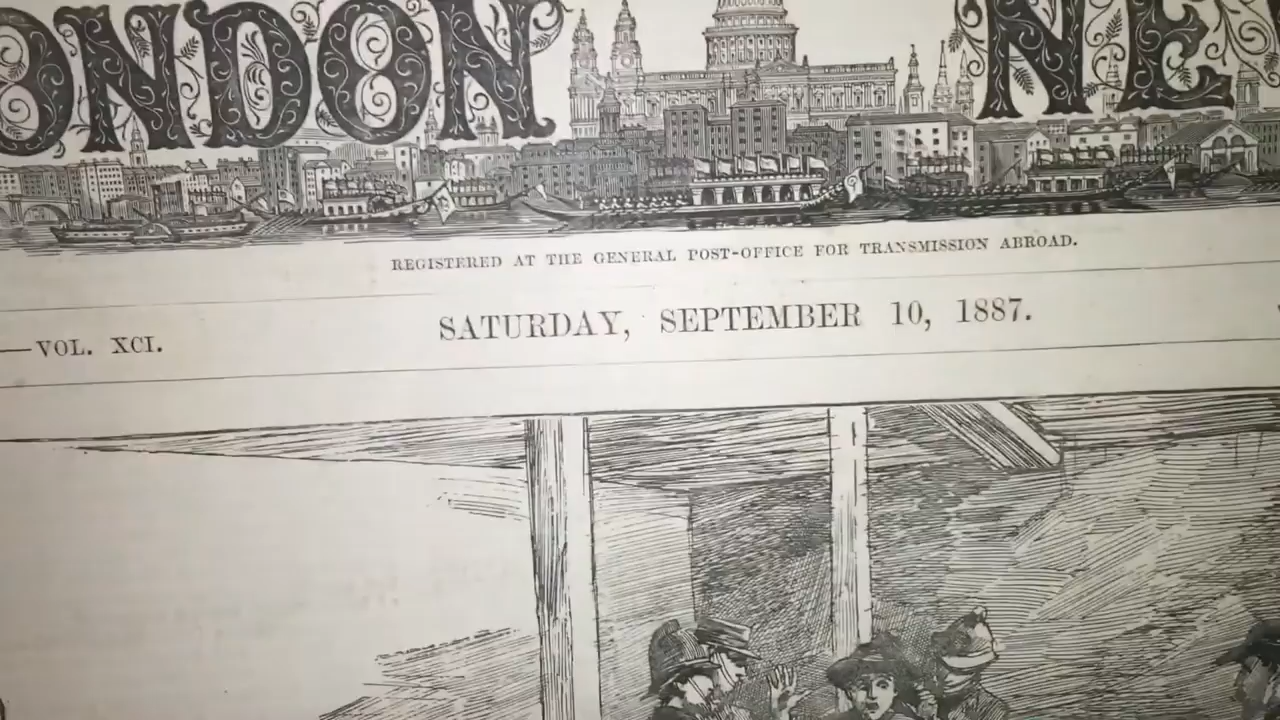 ONDON NE
REGISTERED AT THE GENERAL POST-OFFICE FOR TRANSMISSION ABROAD.
—VOL. XCI.
SATURDAY, SEPTEMBER 10, 1887.